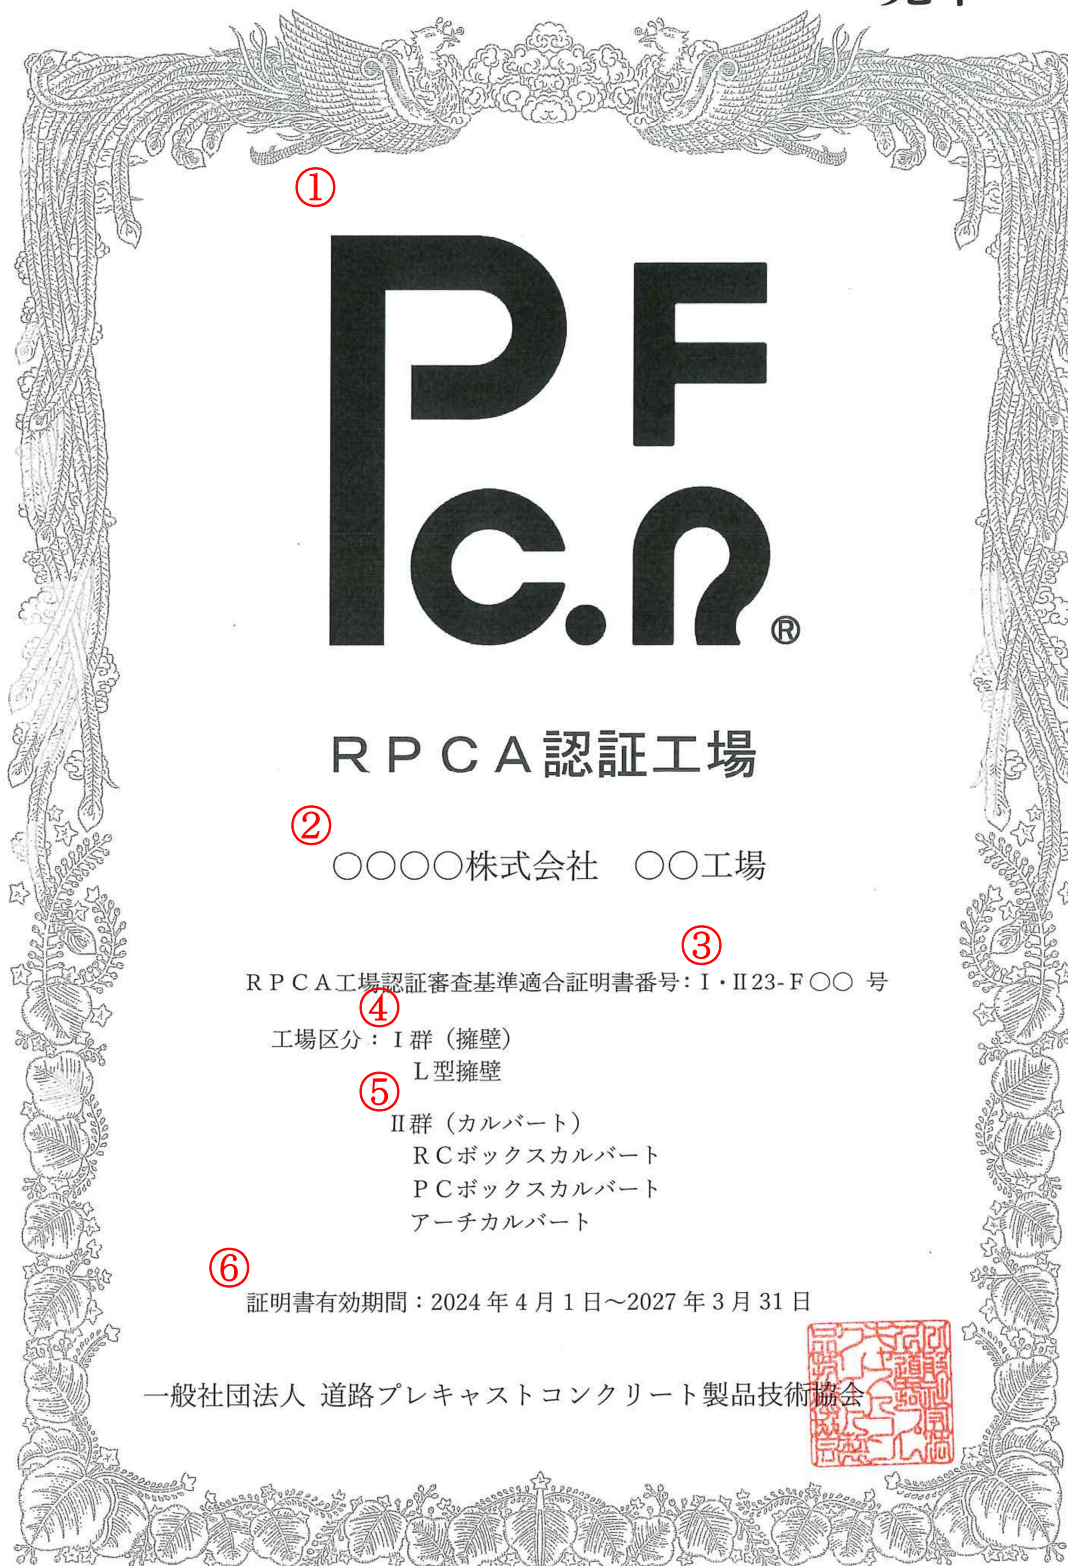 ①
P F
c.n ®
RPCA認証工場
②
○○○○株式会社　○○工場
③
RPCA工場認証審査基準適合証明書番号：Ⅰ・Ⅱ23-F○○ 号
④
工場区分：Ⅰ群（擁壁）
L型擁壁
⑤
Ⅱ群（カルバート）
RCボックスカルバート
PCボックスカルバート
アーチカルバート
⑥
証明書有効期間：2024年4月1日～2027年3月31日
一般社団法人 道路プレキャストコンクリート製品技術協会